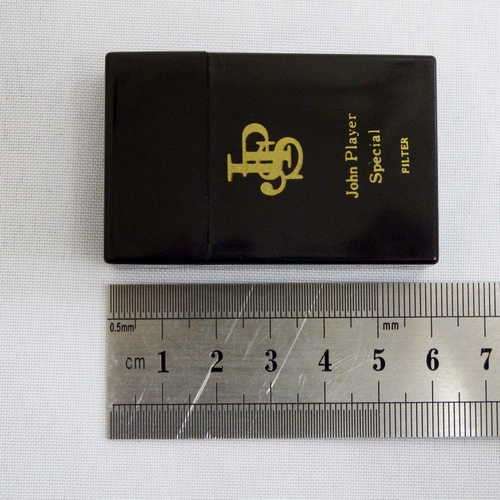 JPS
John Player
Special
FILTER
0.5mm
mm
cm 1 2 3 4 5 6 7